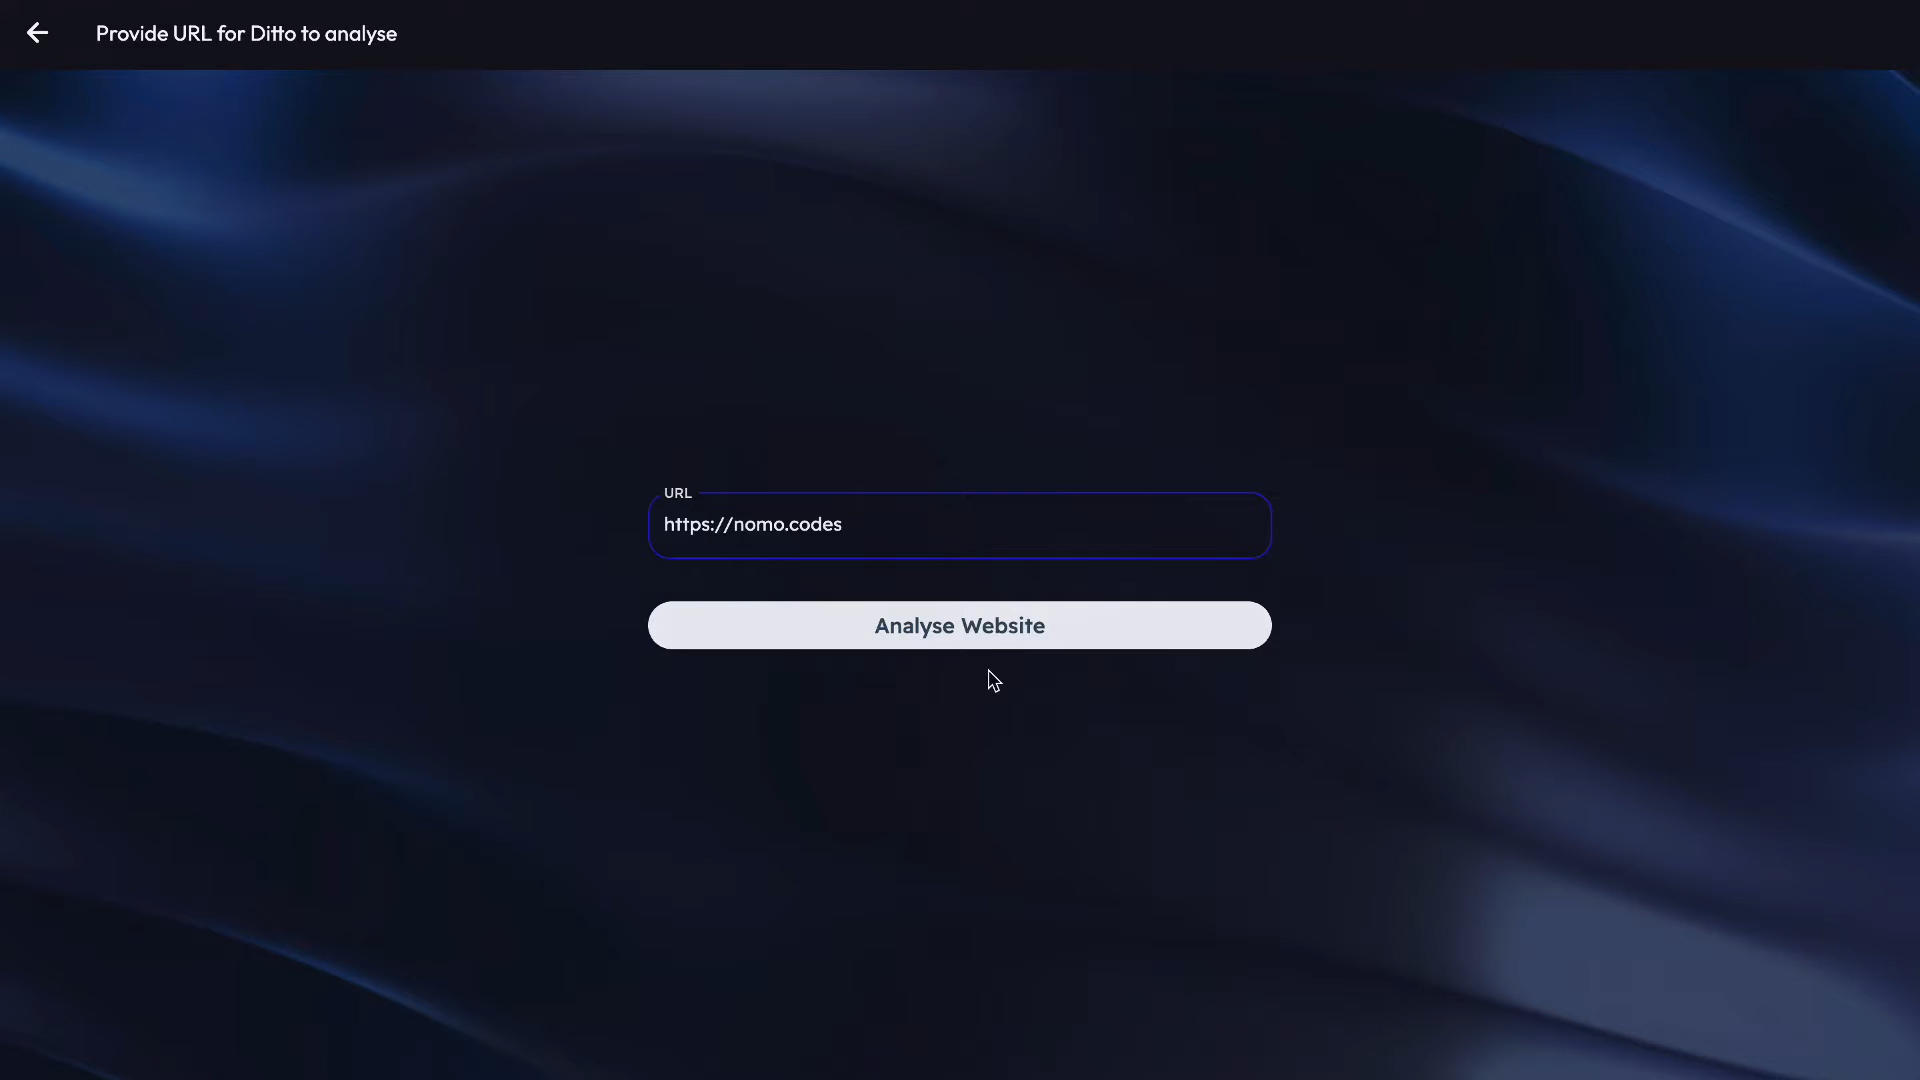 Provide URL for Ditto to analyse
URL
https://nomo.codes
Analyse Website